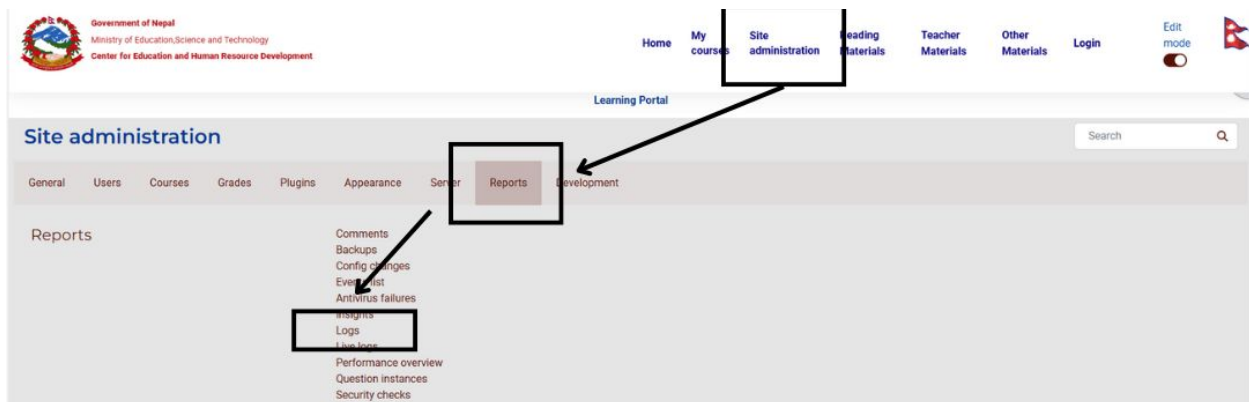 Government of Nepal
Ministry of Education,Science and Technology
Center for Education and Human Resource Development
Home
My courses
Site administration
Reading Materials
Teacher Materials
Other Materials
Login
Edit mode
Learning Portal
Site administration
Search
General Users Courses Grades Plugins Appearance Server Reports Development
Reports
Comments
Backups
Config changes
Events list
Antivirus failures
Insights
Logs
Live logs
Performance overview
Question instances
Security checks